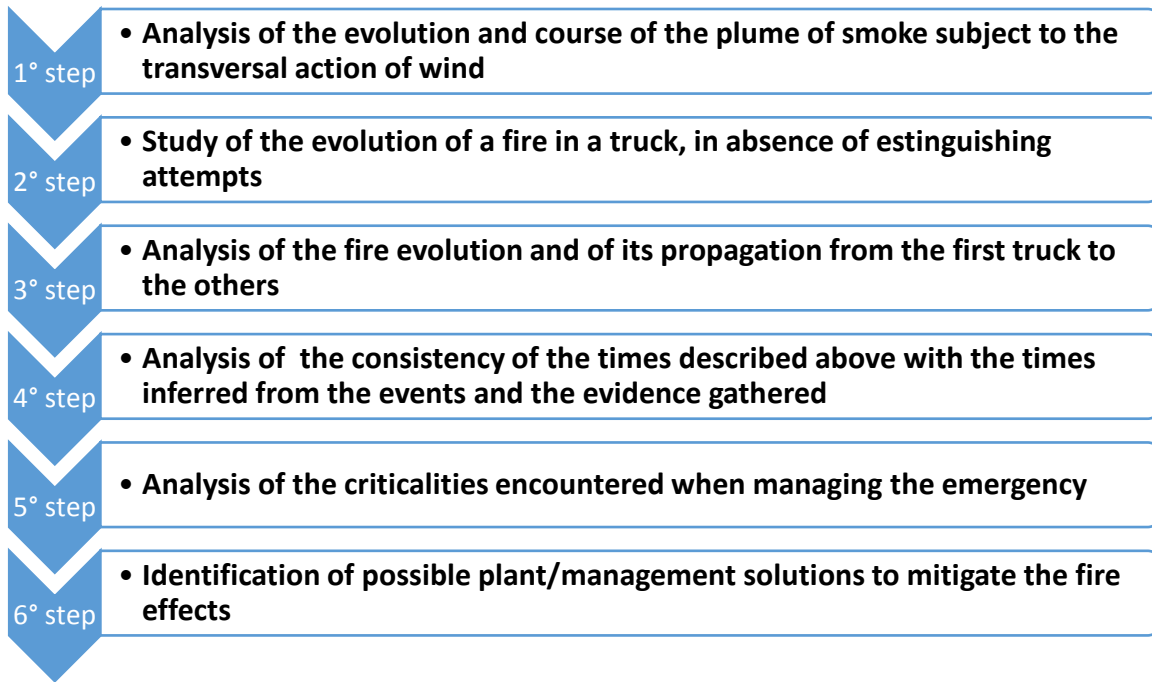 1° step
• Analysis of the evolution and course of the plume of smoke subject to the
transversal action of wind
2° step
• Study of the evolution of a fire in a truck, in absence of estinguishing
attempts
3° step
• Analysis of the fire evolution and of its propagation from the first truck to
the others
4° step
• Analysis of  the consistency of the times described above with the times
inferred from the events and the evidence gathered
5° step
• Analysis of the criticalities encountered when managing the emergency
6° step
• Identification of possible plant/management solutions to mitigate the fire
effects